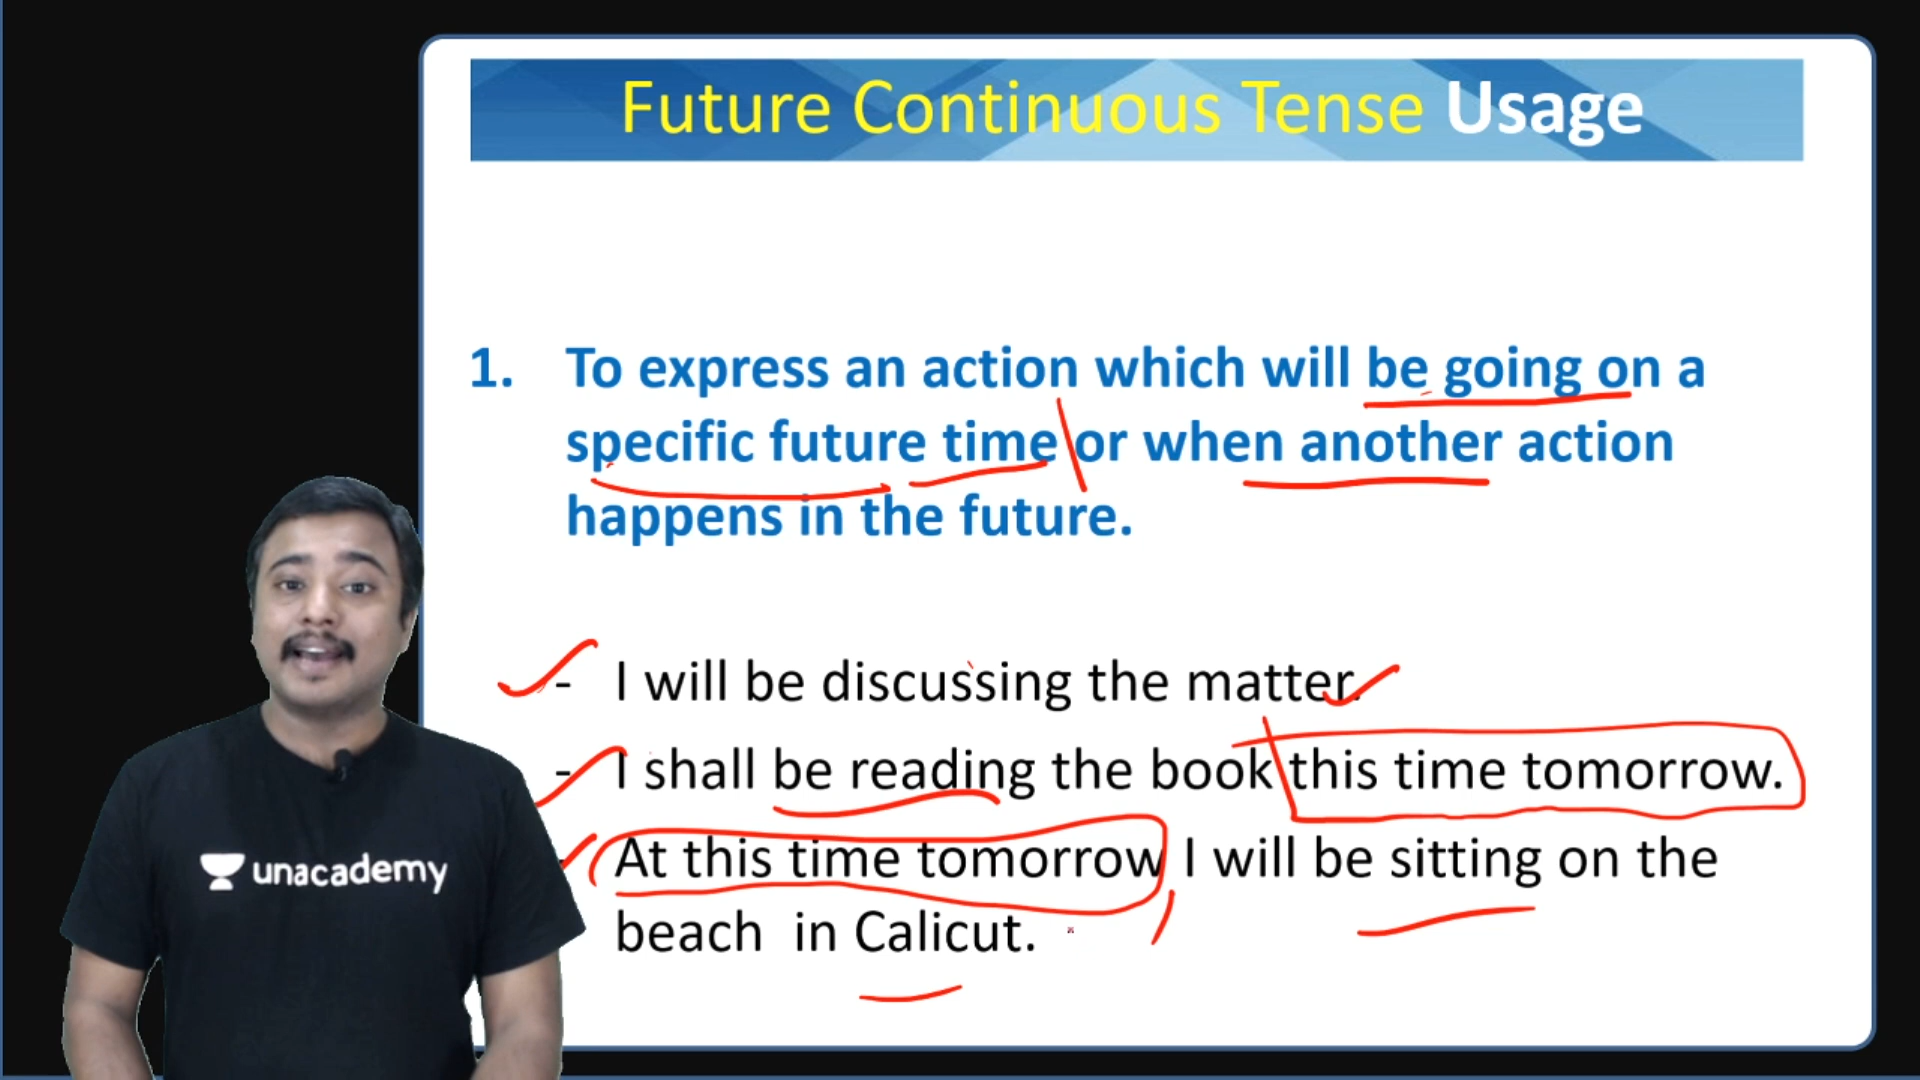 Future Continuous Tense Usage
1. To express an action which will be going on a
specific future time or when another action
happens in the future.
- I will be discussing the matter.
- I shall be reading the book this time tomorrow.
- At this time tomorrow, I will be sitting on the
beach in Calicut.
unacademy